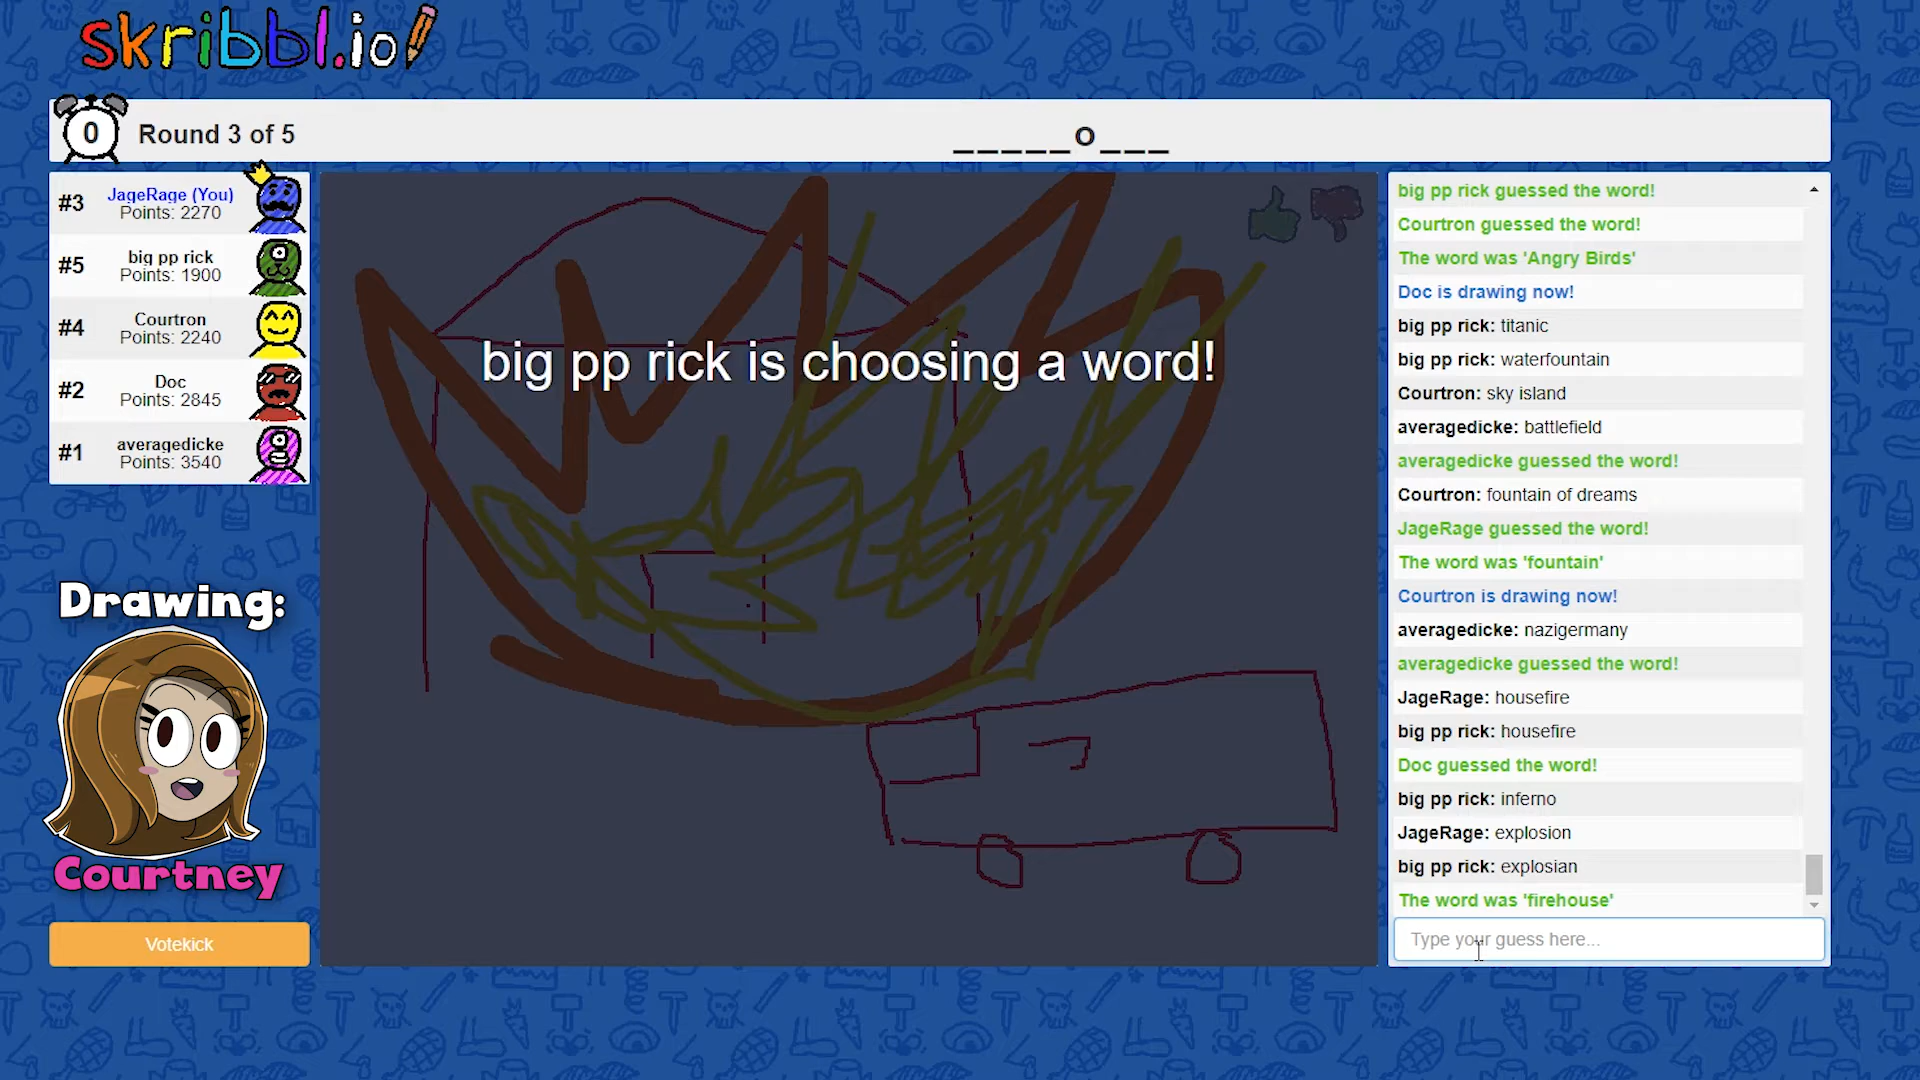 skribbl.io
0 Round 3 of 5 _____o___
#3 JageRage (You)
Points: 2270
#5 big pp rick
Points: 1900
#4 Courtron
Points: 2240
#2 Doc
Points: 2845
#1 averagedicke
Points: 3540
Drawing:
Courtney
Votekick
big pp rick is choosing a word!
big pp rick guessed the word!
Courtron guessed the word!
The word was 'Angry Birds'
Doc is drawing now!
big pp rick: titanic
big pp rick: waterfountain
Courtron: sky island
averagedicke: battlefield
averagedicke guessed the word!
Courtron: fountain of dreams
JageRage guessed the word!
The word was 'fountain'
Courtron is drawing now!
averagedicke: nazigermany
averagedicke guessed the word!
JageRage: housefire
big pp rick: housefire
Doc guessed the word!
big pp rick: inferno
JageRage: explosion
big pp rick: explosian
The word was 'firehouse'
Type your guess here...